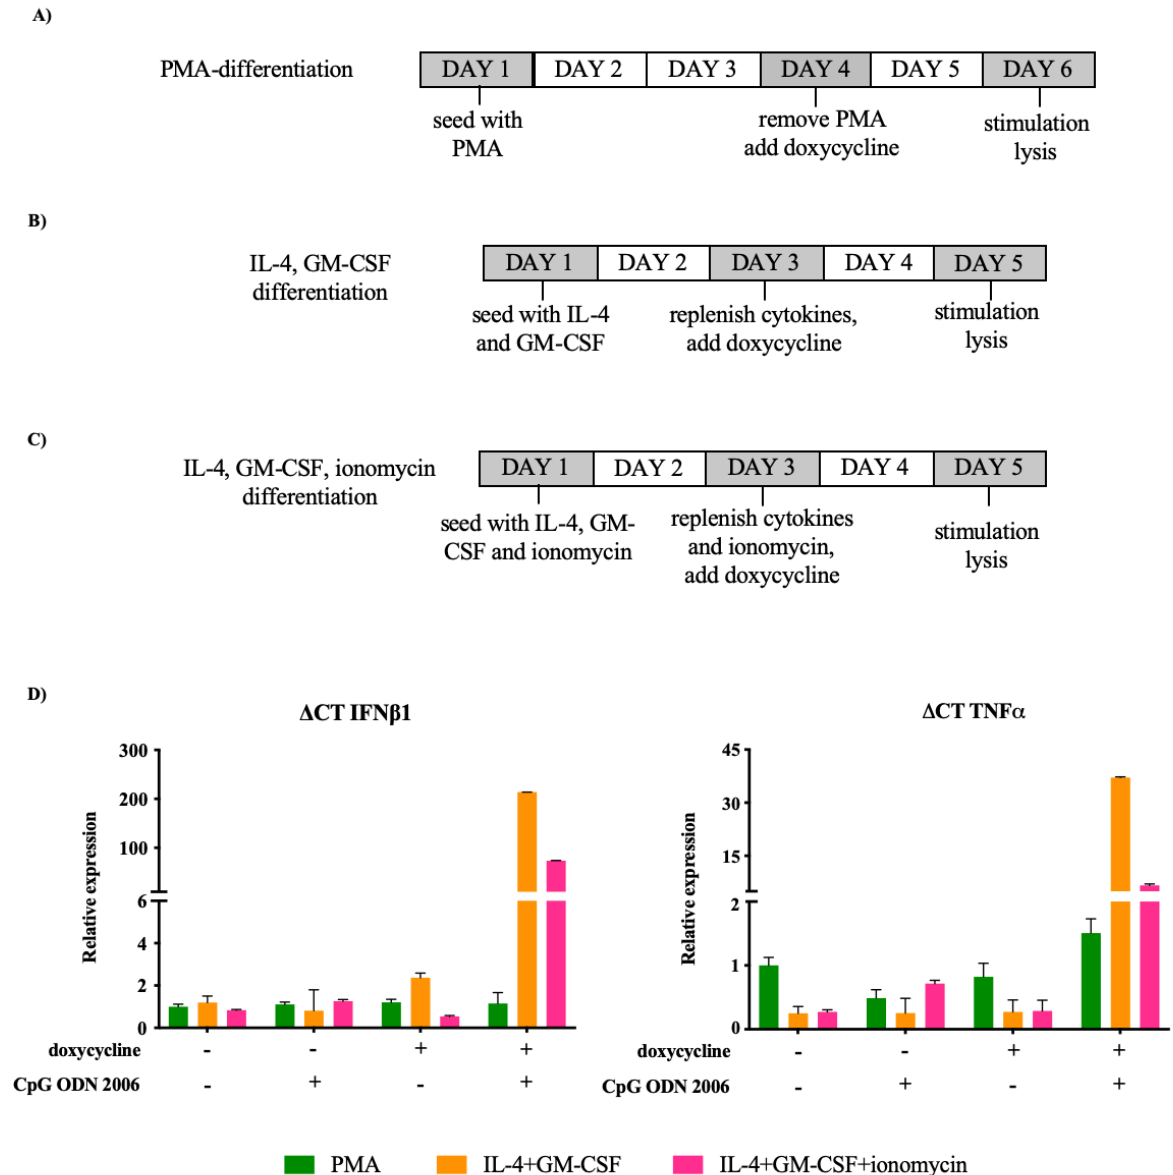 A)
PMA-differentiation
DAY 1 DAY 2 DAY 3 DAY 4 DAY 5 DAY 6
seed with
PMA
remove PMA
add doxycycline
stimulation
lysis
B)
IL-4, GM-CSF
differentiation
DAY 1 DAY 2 DAY 3 DAY 4 DAY 5
seed with IL-4
and GM-CSF
replenish cytokines,
add doxycycline
stimulation
lysis
C)
IL-4, GM-CSF, ionomycin
differentiation
DAY 1 DAY 2 DAY 3 DAY 4 DAY 5
seed with IL-4, GM-
CSF and ionomycin
replenish cytokines
and ionomycin,
add doxycycline
stimulation
lysis
D)
ΔCT IFNβ1
Relative expression
300
200
100
6
4
2
0
doxycycline - - + +
CpG ODN 2006 - + - +
ΔCT TNFα
Relative expression
45
30
15
2
1
0
doxycycline - - + +
CpG ODN 2006 - + - +
PMA IL-4+GM-CSF IL-4+GM-CSF+ionomycin